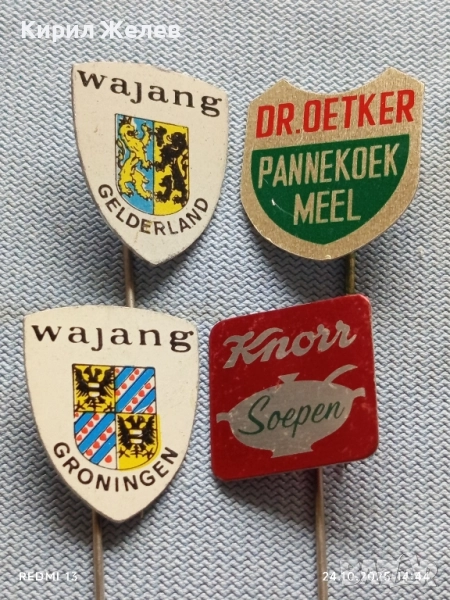 Кирил Желев
wajang
GELDERLAND
DR.OETKER
PANNEKOEK
MEEL
wajang
GRONINGEN
Knorr
Soepen
REDMI 13